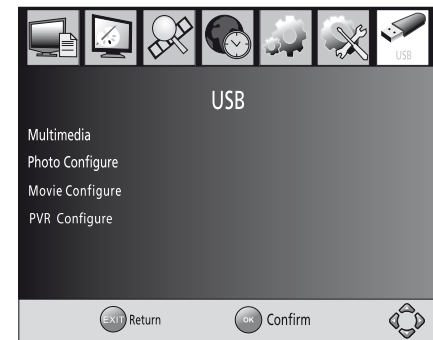 USB
USB
Multimedia
Photo Configure
Movie Configure
PVR Configure
EXIT Return
OK Confirm